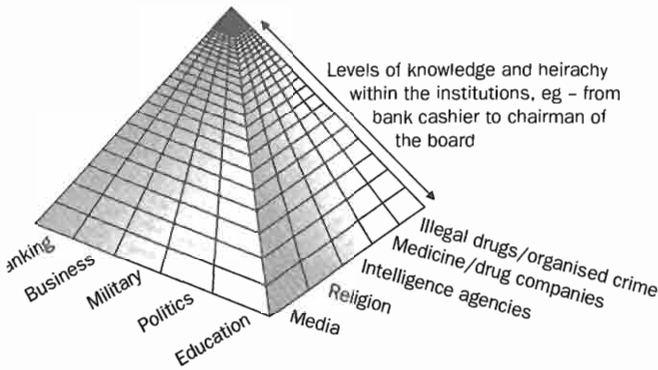 Levels of knowledge and heirachy
within the institutions, eg – from
bank cashier to chairman of
the board
anking
Business
Military
Politics
Education
Media
Religion
Intelligence agencies
Medicine/drug companies
Illegal drugs/organised crime